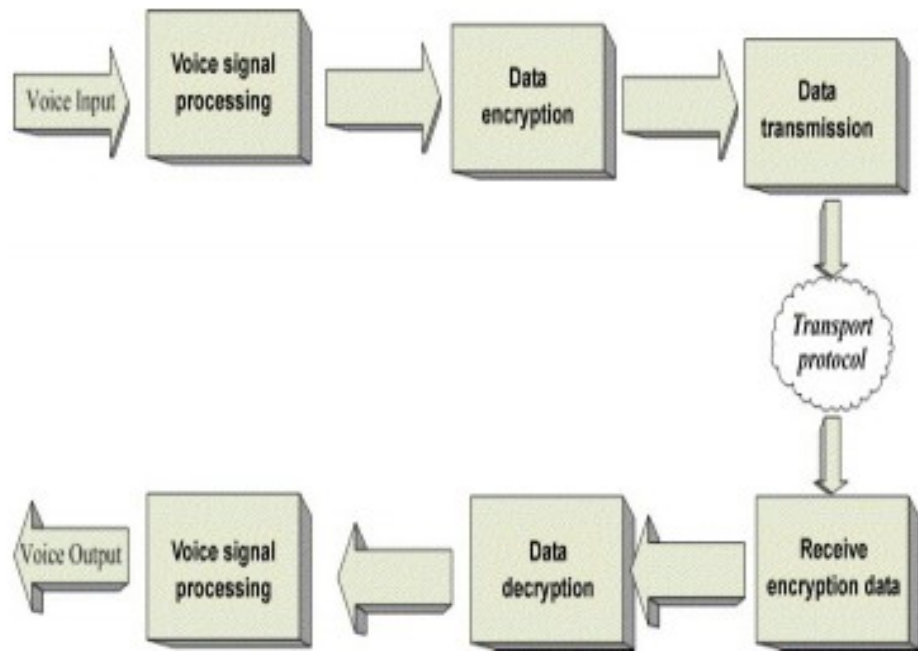 Voice Input
Voice signal
processing
Data
encryption
Data
transmission
Transport
protocol
Receive
encryption data
Data
decryption
Voice signal
processing
Voice Output